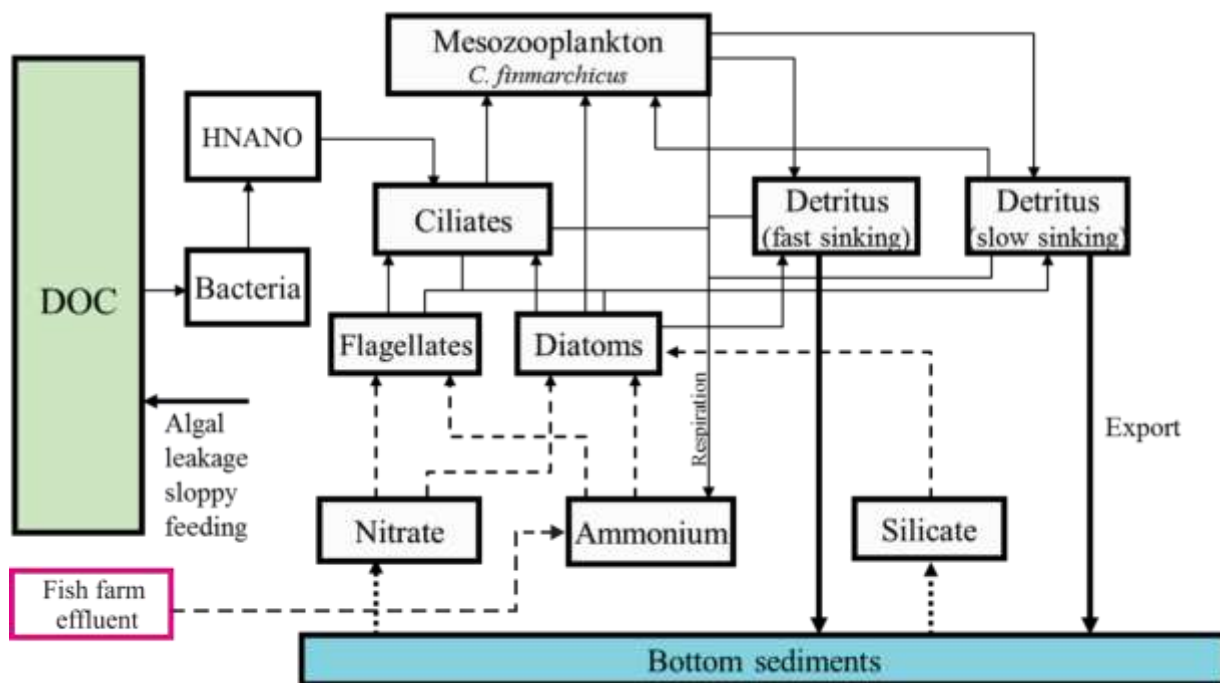 Mesozooplankton
C. finmarchicus
HNANO
Ciliates
Detritus
(fast sinking)
Detritus
(slow sinking)
DOC
Bacteria
Flagellates
Diatoms
Respiration
Algal
leakage
sloppy
feeding
Export
Nitrate
Ammonium
Silicate
Fish farm
effluent
Bottom sediments